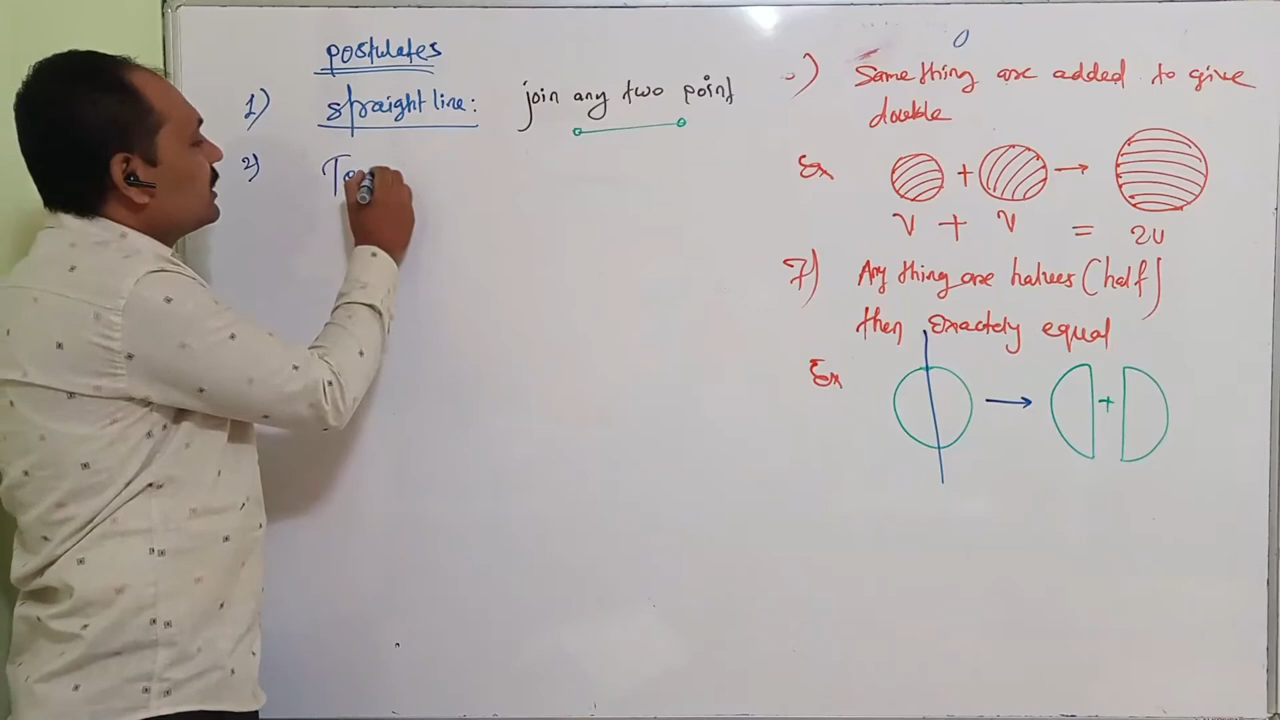 postulates
1) straight line: join any two point
2) To
) Same thing are added to give
double
Ex + →
V + V = 2V
7) Any thing are halves (half)
then exactely equal
Ex → +